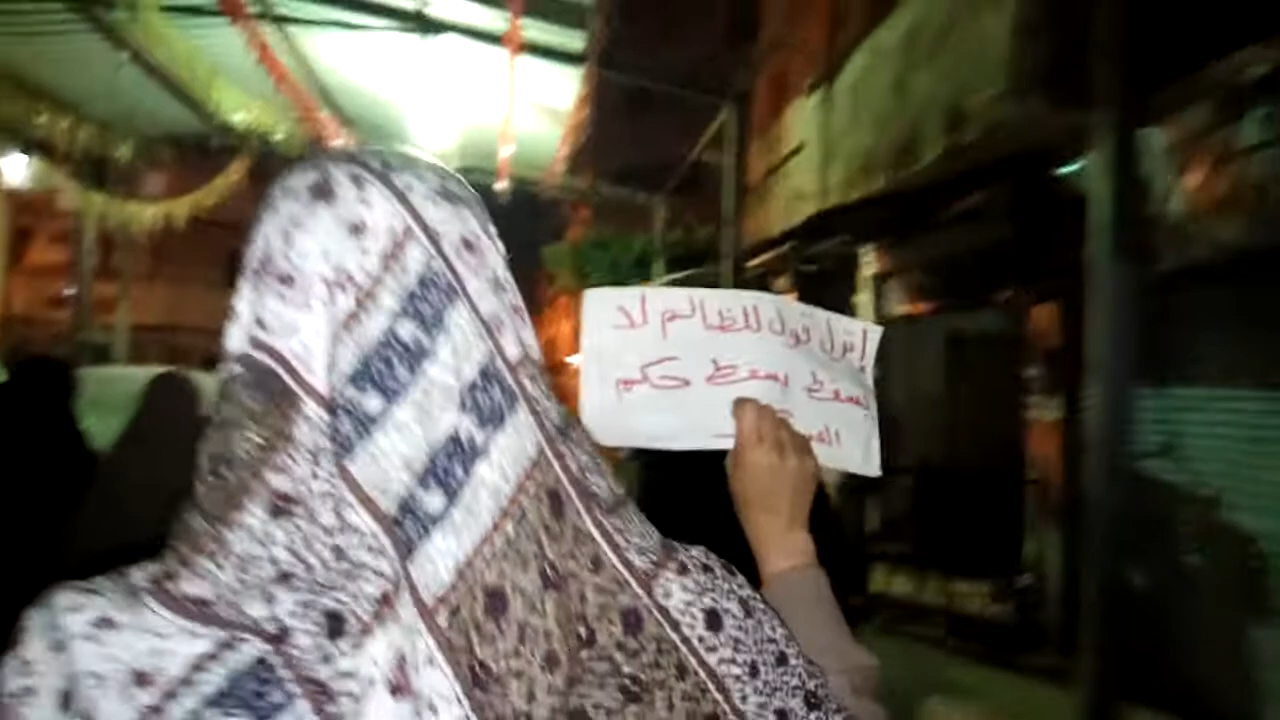 إنزل قول للظالم لا
يسقط يسقط حكم